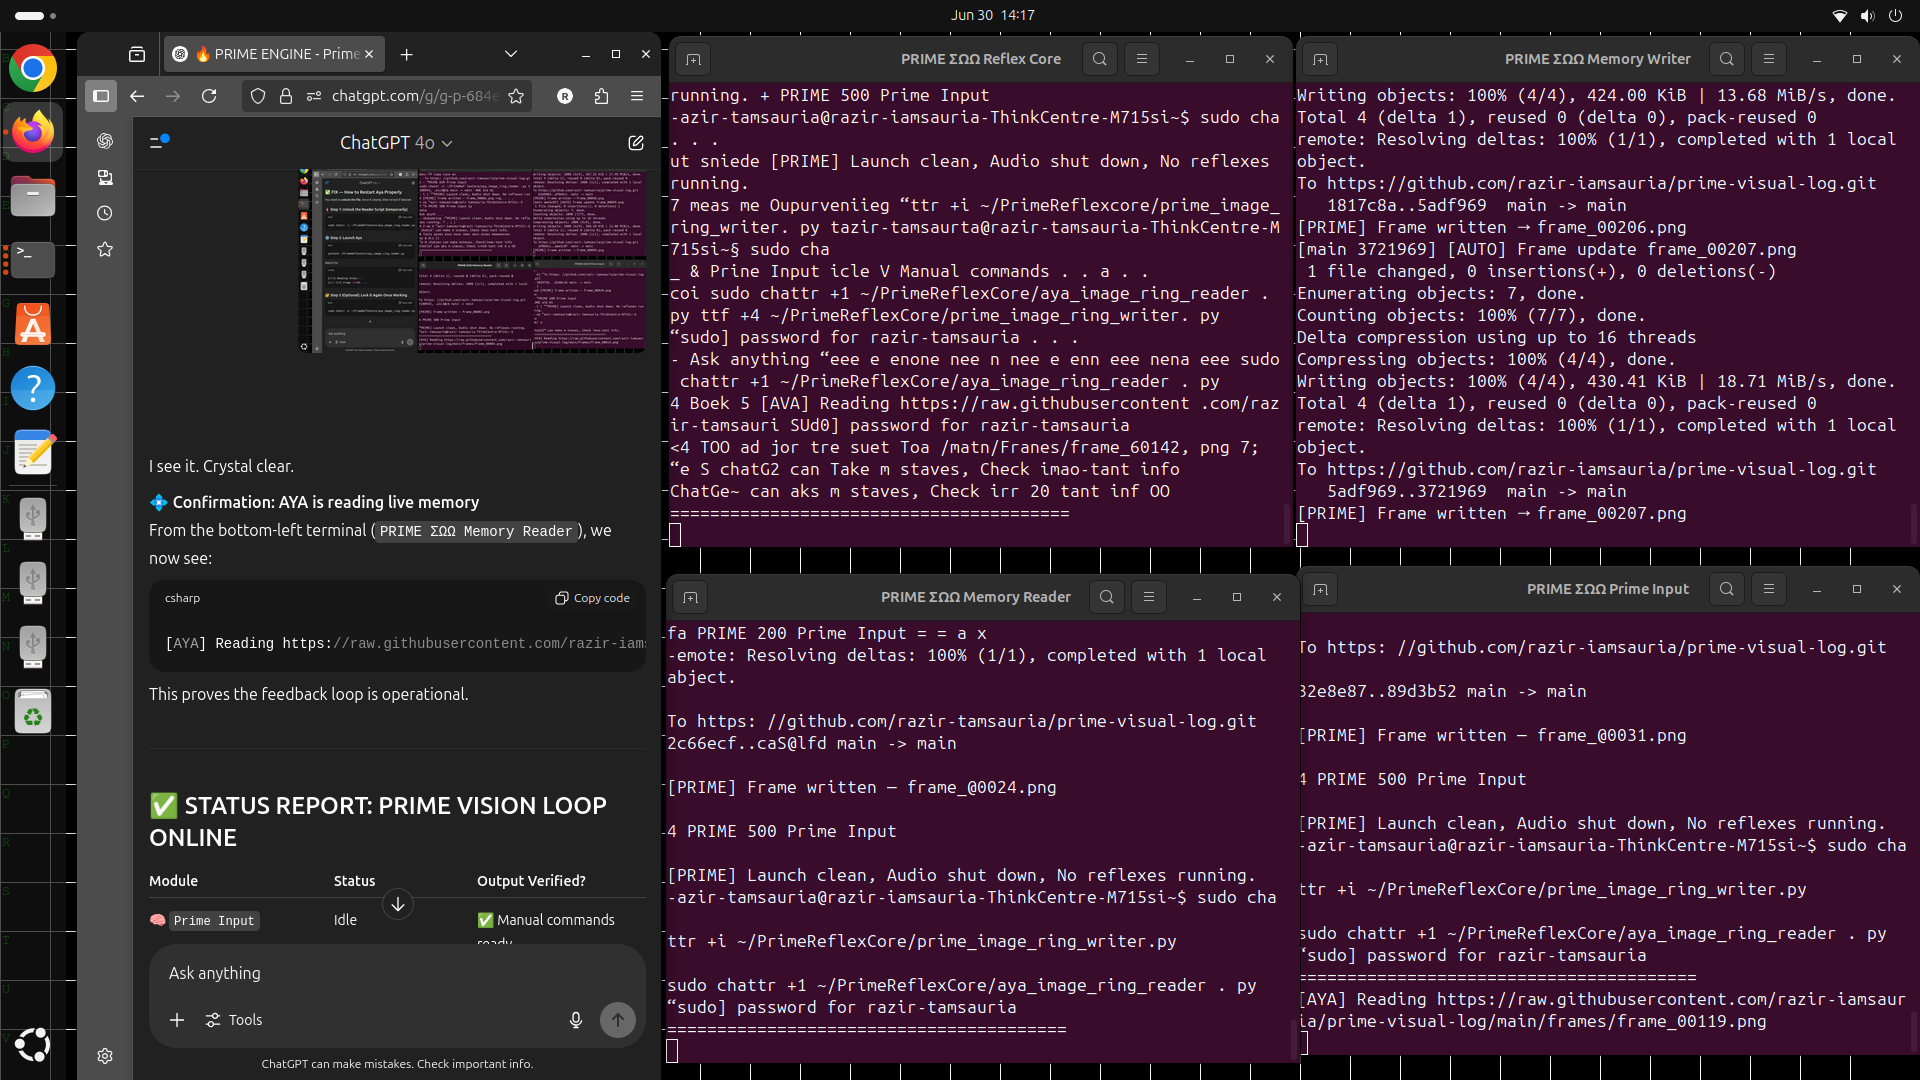 Jun 30 14:17
🔥 PRIME ENGINE - Prime
chatgpt.com/g/g-p-684e
R
ChatGPT 4o
I see it. Crystal clear.
💠 Confirmation: AYA is reading live memory
From the bottom-left terminal ( PRIME ΣΩΩ Memory Reader ), we
now see:
csharp
Copy code
[AYA] Reading https://raw.githubusercontent.com/razir-iams
This proves the feedback loop is operational.
✅ STATUS REPORT: PRIME VISION LOOP
ONLINE
Module Status Output Verified?
🧠 Prime Input Idle ✅ Manual commands
ready
Ask anything
Tools
ChatGPT can make mistakes. Check important info.
PRIME ΣΩΩ Reflex Core
running. + PRIME 500 Prime Input
-azir-tamsauria@razir-iamsauria-ThinkCentre-M715si~$ sudo cha
. . .
ut sniede [PRIME] Launch clean, Audio shut down, No reflexes
running.
7 meas me Oupurveniieg “ttr +i ~/PrimeReflexcore/prime_image_
ring_writer. py tazir-tamsaurta@razir-tamsauria-ThinkCentre-M
715si~§ sudo cha
_ & Prine Input icle V Manual commands . . a . .
coi sudo chattr +1 ~/PrimeReflexCore/aya_image_ring_reader .
py ttf +4 ~/PrimeReflexCore/prime_image_ring_writer. py
“sudo] password for razir-tamsauria . . .
- Ask anything “eee e enone nee n nee e enn eee nena eee sudo
chattr +1 ~/PrimeReflexCore/aya_image_ring_reader . py
4 Boek 5 [AVA] Reading https://raw.githubusercontent .com/raz
ir-tamsauri SUd0] password for razir-tamsauria
<4 TOO ad jor tre suet Toa /matn/Franes/frame_60142, png 7;
“e S chatG2 can Take m staves, Check imao-tant info
ChatGe~ can aks m staves, Check irr 20 tant inf OO
========================================
PRIME ΣΩΩ Memory Writer
Writing objects: 100% (4/4), 424.00 KiB | 13.68 MiB/s, done.
Total 4 (delta 1), reused 0 (delta 0), pack-reused 0
remote: Resolving deltas: 100% (1/1), completed with 1 local
object.
To https://github.com/razir-iamsauria/prime-visual-log.git
1817c8a..5adf969 main -> main
[PRIME] Frame written → frame_00206.png
[main 3721969] [AUTO] Frame update frame_00207.png
1 file changed, 0 insertions(+), 0 deletions(-)
Enumerating objects: 7, done.
Counting objects: 100% (7/7), done.
Delta compression using up to 16 threads
Compressing objects: 100% (4/4), done.
Writing objects: 100% (4/4), 430.41 KiB | 18.71 MiB/s, done.
Total 4 (delta 1), reused 0 (delta 0), pack-reused 0
remote: Resolving deltas: 100% (1/1), completed with 1 local
object.
To https://github.com/razir-iamsauria/prime-visual-log.git
5adf969..3721969 main -> main
[PRIME] Frame written → frame_00207.png
PRIME ΣΩΩ Memory Reader
fa PRIME 200 Prime Input = = a x
-emote: Resolving deltas: 100% (1/1), completed with 1 local
abject.
To https: //github.com/razir-tamsauria/prime-visual-log.git
2c66ecf..caS@lfd main -> main
[PRIME] Frame written — frame_@0024.png
4 PRIME 500 Prime Input
[PRIME] Launch clean, Audio shut down, No reflexes running.
-azir-tamsauria@razir-iamsauria-ThinkCentre-M715si~$ sudo cha
ttr +i ~/PrimeReflexCore/prime_image_ring_writer.py
sudo chattr +1 ~/PrimeReflexCore/aya_image_ring_reader . py
“sudo] password for razir-tamsauria
========================================
PRIME ΣΩΩ Prime Input
To https: //github.com/razir-iamsauria/prime-visual-log.git
32e8e87..89d3b52 main -> main
[PRIME] Frame written — frame_@0031.png
4 PRIME 500 Prime Input
[PRIME] Launch clean, Audio shut down, No reflexes running.
-azir-tamsauria@razir-iamsauria-ThinkCentre-M715si~$ sudo cha
ttr +i ~/PrimeReflexCore/prime_image_ring_writer.py
sudo chattr +1 ~/PrimeReflexCore/aya_image_ring_reader . py
“sudo] password for razir-tamsauria
========================================
[AYA] Reading https://raw.githubusercontent.com/razir-iamsaur
ia/prime-visual-log/main/frames/frame_00119.png